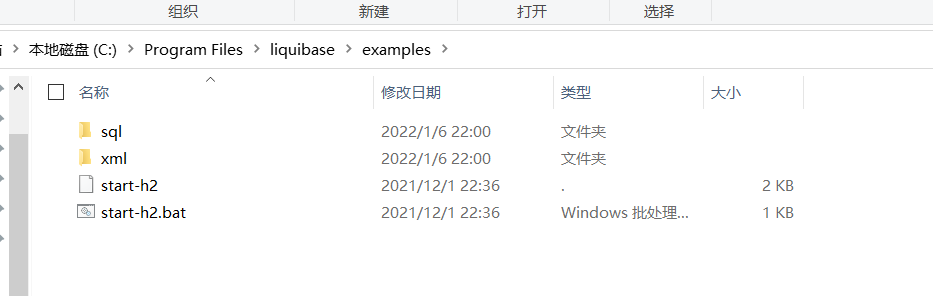 组织 新建 打开 选择
本地磁盘 (C:) > Program Files > liquibase > examples >
名称 修改日期 类型 大小
sql 2022/1/6 22:00 文件夹
xml 2022/1/6 22:00 文件夹
start-h2 2021/12/1 22:36 . 2 KB
start-h2.bat 2021/12/1 22:36 Windows 批处理... 1 KB